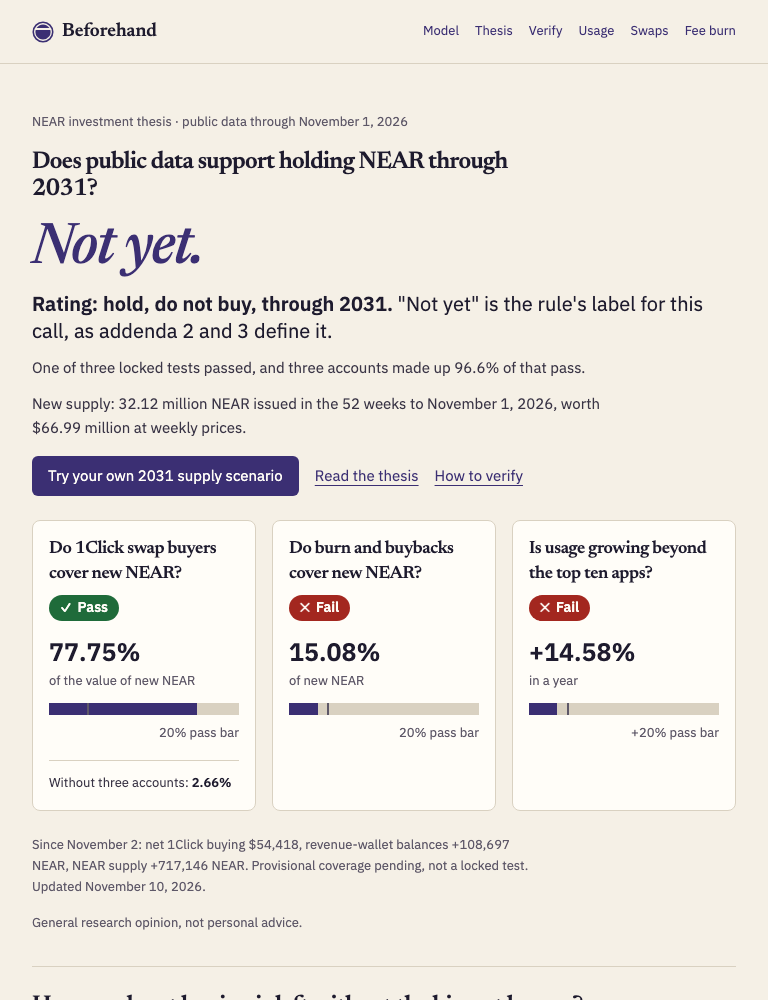 Beforehand
Model Thesis Verify Usage Swaps Fee burn
NEAR investment thesis · public data through November 1, 2026
Does public data support holding NEAR through
2031?
Not yet.
Rating: hold, do not buy, through 2031. "Not yet" is the rule's label for this
call, as addenda 2 and 3 define it.
One of three locked tests passed, and three accounts made up 96.6% of that pass.
New supply: 32.12 million NEAR issued in the 52 weeks to November 1, 2026, worth
$66.99 million at weekly prices.
Try your own 2031 supply scenario
Read the thesis
How to verify
Do 1Click swap buyers
cover new NEAR?
Pass
77.75%
of the value of new NEAR
20% pass bar
Without three accounts: 2.66%
Do burn and buybacks
cover new NEAR?
Fail
15.08%
of new NEAR
20% pass bar
Is usage growing beyond
the top ten apps?
Fail
+14.58%
in a year
+20% pass bar
Since November 2: net 1Click buying $54,418, revenue-wallet balances +108,697
NEAR, NEAR supply +717,146 NEAR. Provisional coverage pending, not a locked test.
Updated November 10, 2026.
General research opinion, not personal advice.